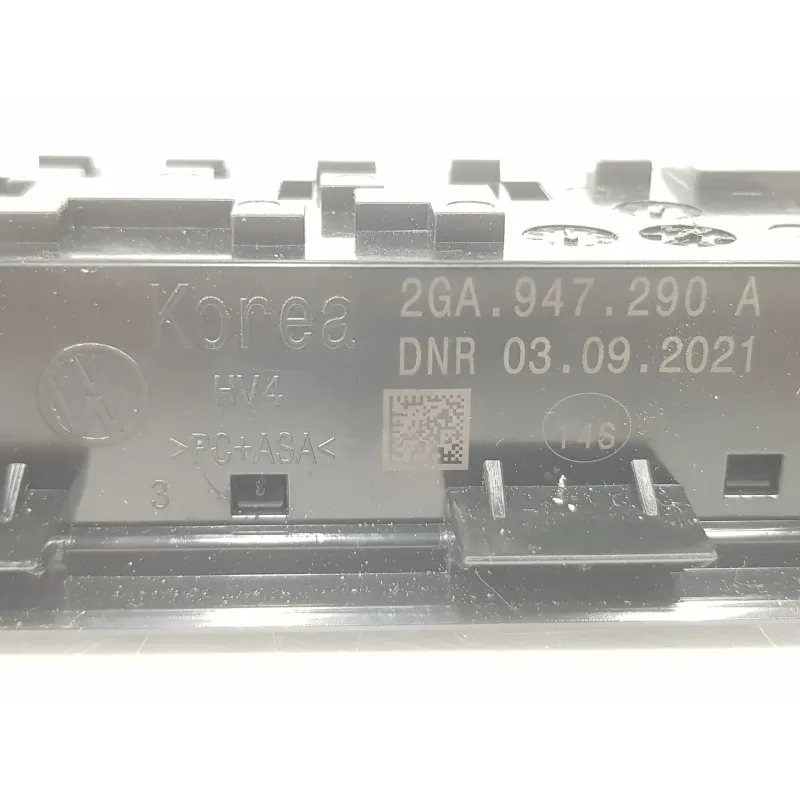 Korea
2GA.947.290 A
HV4
DNR 03.09.2021
>PC+ASA<
14S
3